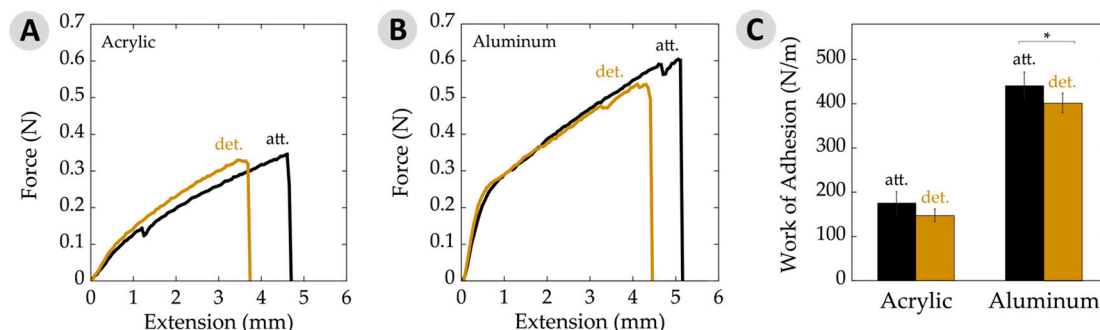 A
0.7
0.6
0.5
0.4
0.3
0.2
0.1
0
Force (N)
Acrylic
det.
att.
0 1 2 3 4 5 6
Extension (mm)
B
0.7
0.6
0.5
0.4
0.3
0.2
0.1
0
Force (N)
Aluminum
att.
det.
0 1 2 3 4 5 6
Extension (mm)
C
500
400
300
200
100
0
Work of Adhesion (N/m)
*
att.
det.
att.
det.
Acrylic Aluminum